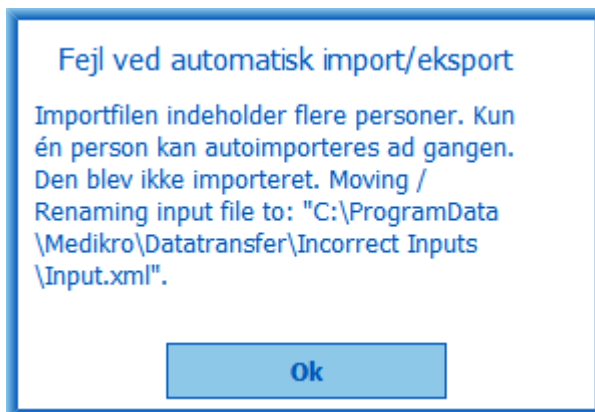 Fejl ved automatisk import/eksport
Importfilen indeholder flere personer. Kun
én person kan autoimporteres ad gangen.
Den blev ikke importeret. Moving /
Renaming input file to: "C:\ProgramData
\Medikro\Datatransfer\Incorrect Inputs
\Input.xml".
Ok